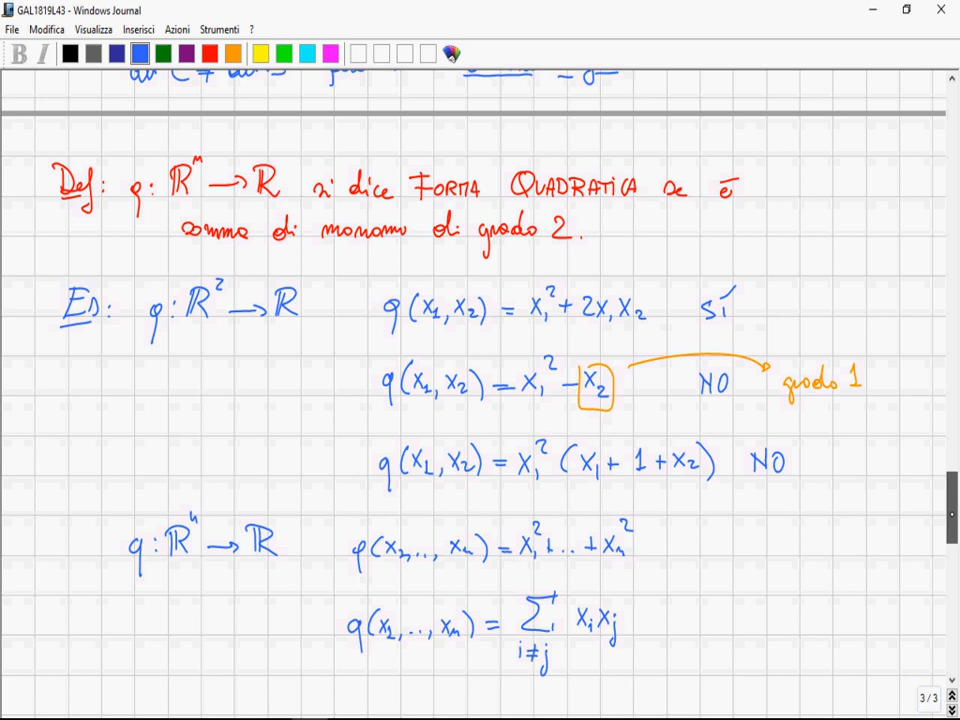 GAL1819L43 - Windows Journal
File Modifica Visualizza Inserisci Azioni Strumenti ?
B I
Def: q: ℝⁿ → ℝ si dice FORMA QUADRATICA se è
somma di monomi di grado 2.
Es: q: ℝ² → ℝ q(x₁, x₂) = x₁² + 2x₁x₂ SÍ
q(x₁, x₂) = x₁² - x₂ NO grado 1
q(x₁, x₂) = x₁² (x₁ + 1 + x₂) NO
q: ℝⁿ → ℝ q(x₁,.., xₙ) = x₁² + .. + xₙ²
q(x₁, .., xₙ) = ∑ i≠j xᵢxⱼ
3 / 3